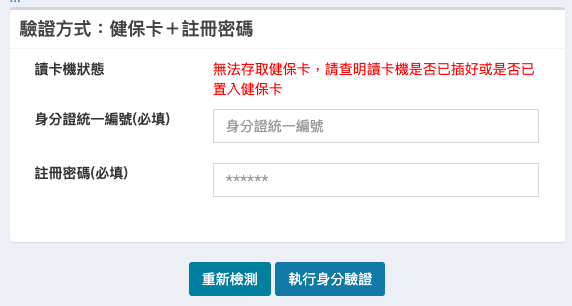 驗證方式：健保卡＋註冊密碼
讀卡機狀態
無法存取健保卡，請查明讀卡機是否已插好或是否已
置入健保卡
身分證統一編號(必填)
身分證統一編號
註冊密碼(必填)
******
重新檢測
執行身分驗證